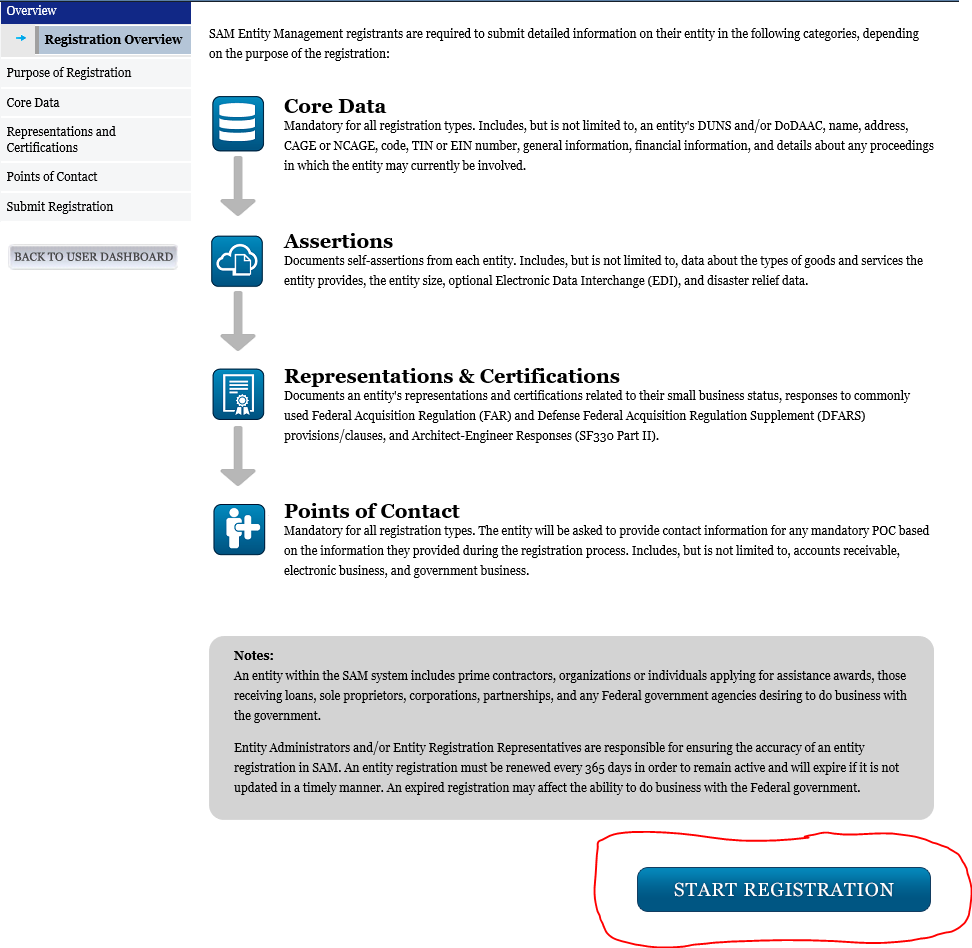 Overview
Registration Overview
Purpose of Registration
Core Data
Representations and
Certifications
Points of Contact
Submit Registration
BACK TO USER DASHBOARD
SAM Entity Management registrants are required to submit detailed information on their entity in the following categories, depending
on the purpose of the registration:
Core Data
Mandatory for all registration types. Includes, but is not limited to, an entity's DUNS and/or DoDAAC, name, address,
CAGE or NCAGE, code, TIN or EIN number, general information, financial information, and details about any proceedings
in which the entity may currently be involved.
Assertions
Documents self-assertions from each entity. Includes, but is not limited to, data about the types of goods and services the
entity provides, the entity size, optional Electronic Data Interchange (EDI), and disaster relief data.
Representations & Certifications
Documents an entity's representations and certifications related to their small business status, responses to commonly
used Federal Acquisition Regulation (FAR) and Defense Federal Acquisition Regulation Supplement (DFARS)
provisions/clauses, and Architect-Engineer Responses (SF330 Part II).
Points of Contact
Mandatory for all registration types. The entity will be asked to provide contact information for any mandatory POC based
on the information they provided during the registration process. Includes, but is not limited to, accounts receivable,
electronic business, and government business.
Notes:
An entity within the SAM system includes prime contractors, organizations or individuals applying for assistance awards, those
receiving loans, sole proprietors, corporations, partnerships, and any Federal government agencies desiring to do business with
the government.
Entity Administrators and/or Entity Registration Representatives are responsible for ensuring the accuracy of an entity
registration in SAM. An entity registration must be renewed every 365 days in order to remain active and will expire if it is not
updated in a timely manner. An expired registration may affect the ability to do business with the Federal government.
START REGISTRATION